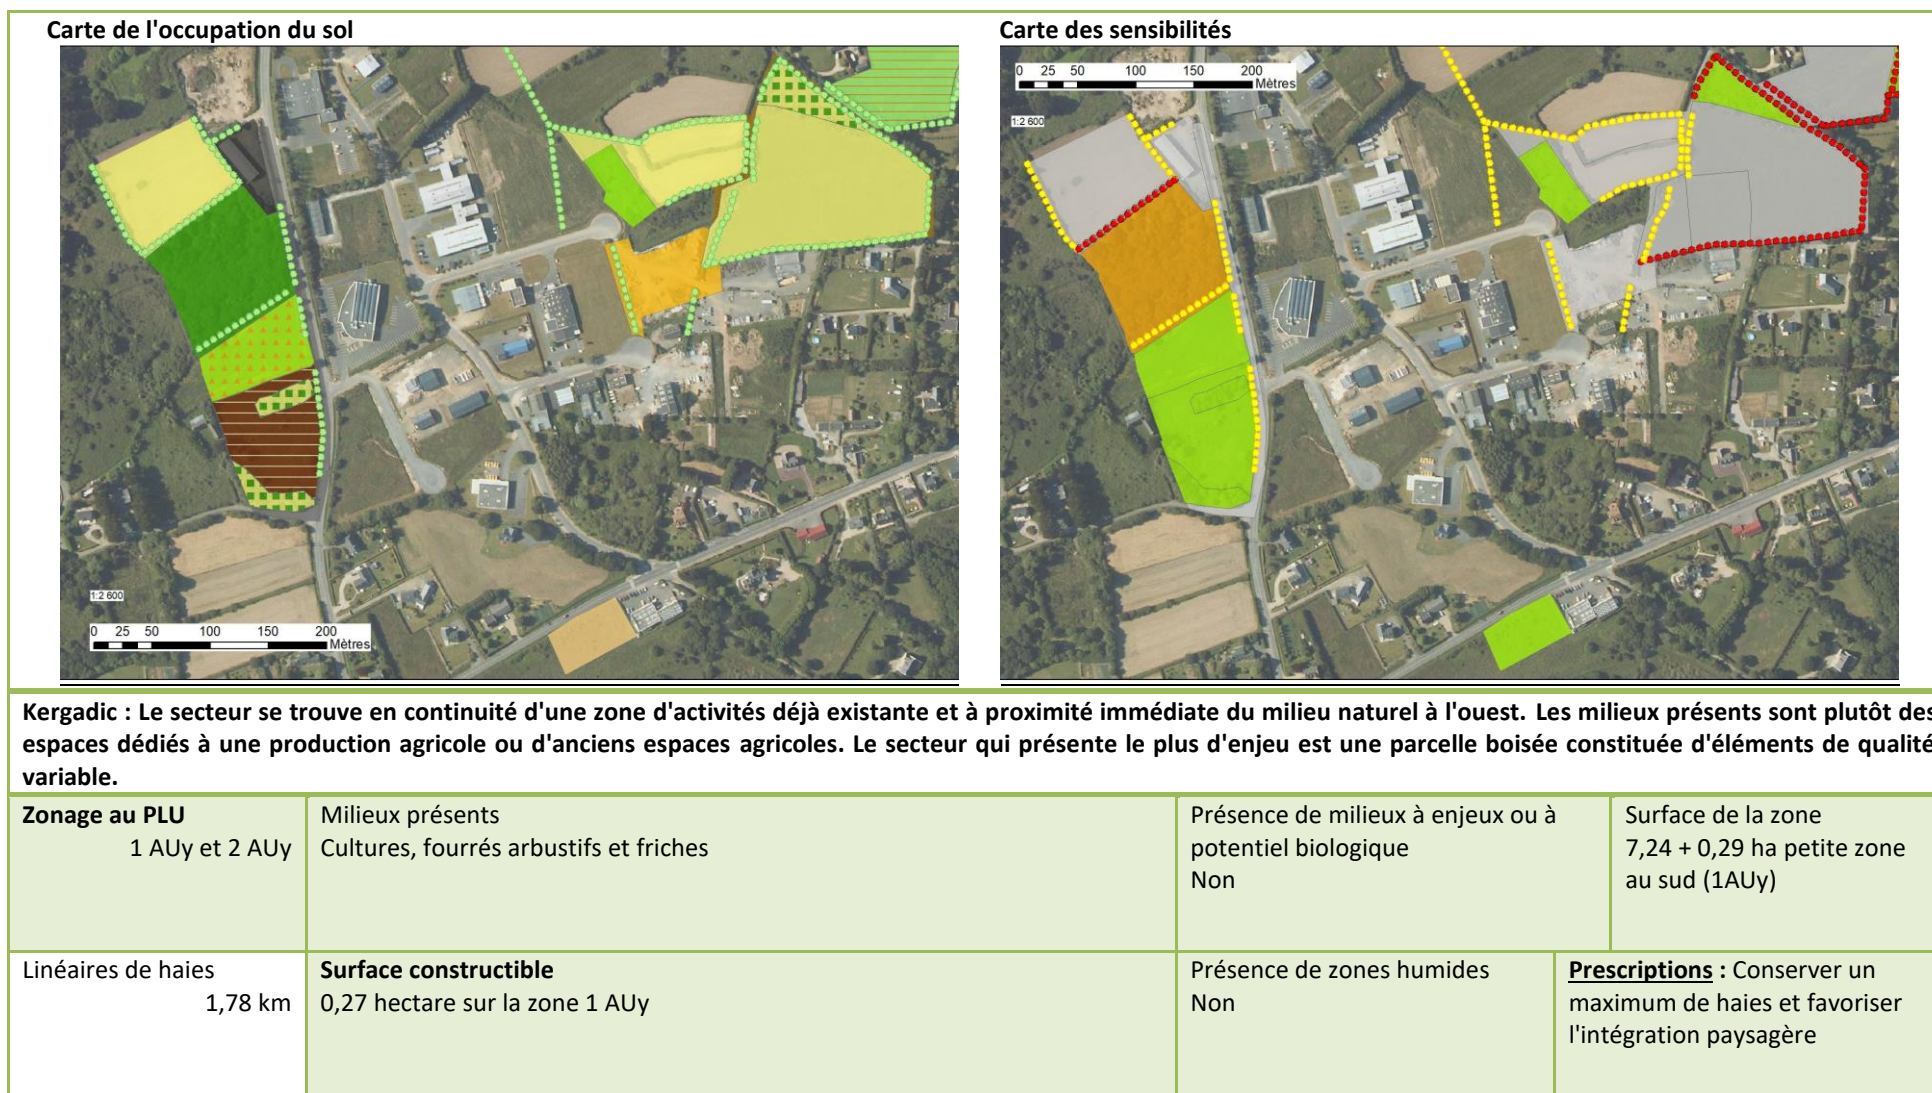 Carte de l'occupation du sol
1:2 600
0 25 50 100 150 200
Mètres
Carte des sensibilités
0 25 50 100 150 200
Mètres
1:2 600
Kergadic : Le secteur se trouve en continuité d'une zone d'activités déjà existante et à proximité immédiate du milieu naturel à l'ouest. Les milieux présents sont plutôt des
espaces dédiés à une production agricole ou d'anciens espaces agricoles. Le secteur qui présente le plus d'enjeu est une parcelle boisée constituée d'éléments de qualité
variable.
Zonage au PLU
1 AUy et 2 AUy
Milieux présents
Cultures, fourrés arbustifs et friches
Présence de milieux à enjeux ou à
potentiel biologique
Non
Surface de la zone
7,24 + 0,29 ha petite zone
au sud (1AUy)
Linéaires de haies
1,78 km
Surface constructible
0,27 hectare sur la zone 1 AUy
Présence de zones humides
Non
Prescriptions : Conserver un
maximum de haies et favoriser
l'intégration paysagère